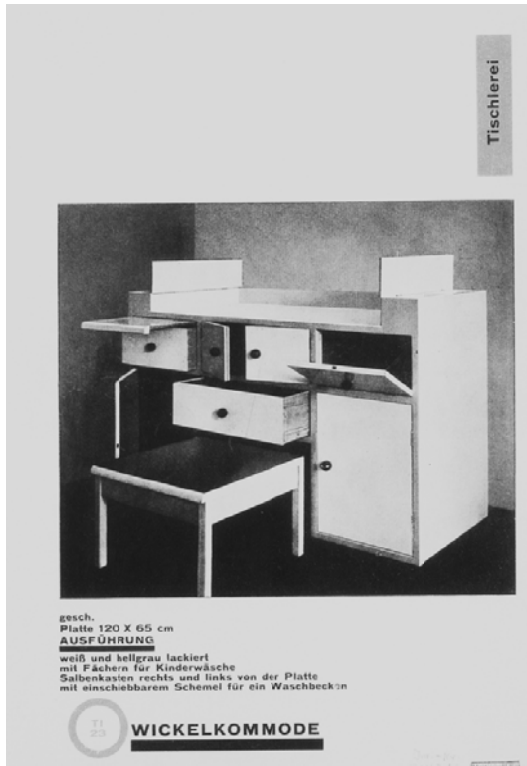 Tischlerei
gesch.
Platte 120 X 65 cm
AUSFÜHRUNG
weiß und hellgrau lackiert
mit Fächern für Kinderwäsche
Salbenkasten rechts und links von der Platte
mit einschiebbarem Schemel für ein Waschbecken
TI
23
WICKELKOMMODE